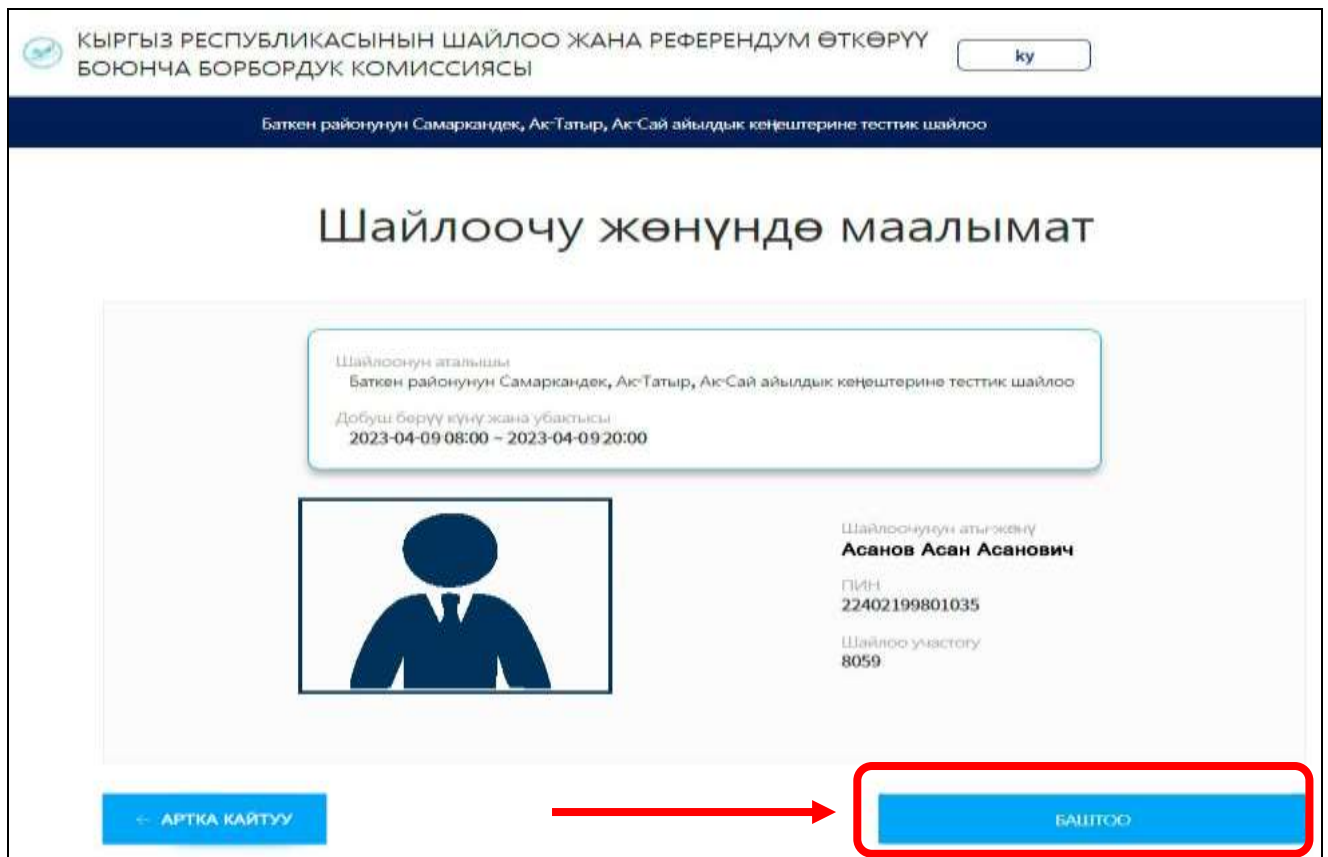 КЫРГЫЗ РЕСПУБЛИКАСЫНЫН ШАЙЛОО ЖАНА РЕФЕРЕНДУМ ӨТКӨРҮҮ
БОЮНЧА БОРБОРДУК КОМИССИЯСЫ
ky
Баткен районунун Самаркандек, Ак-Татыр, Ак-Сай айылдык кеңештерине тесттик шайлоо
Шайлоочу жөнүндө маалымат
Шайлоонун аталышы
Баткен районунун Самаркандек, Ак-Татыр, Ак-Сай айылдык кеңештерине тесттик шайлоо
Добуш берүү күнү жана убактысы
2023-04-09 08:00 ~ 2023-04-09 20:00
Шайлоочунун аты-жөнү
Асанов Асан Асанович
ПИН
22402199801035
Шайлоо участогу
8059
← АРТКА КАЙТУУ
БАШТОО